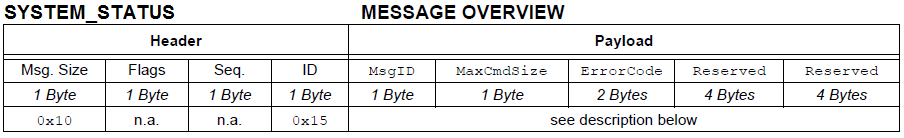 SYSTEM_STATUS MESSAGE OVERVIEW
Header Payload
Msg. Size Flags Seq. ID MsgID MaxCmdSize ErrorCode Reserved Reserved
1 Byte 1 Byte 1 Byte 1 Byte 1 Byte 1 Byte 2 Bytes 4 Bytes 4 Bytes
0x10 n.a. n.a. 0x15 see description below